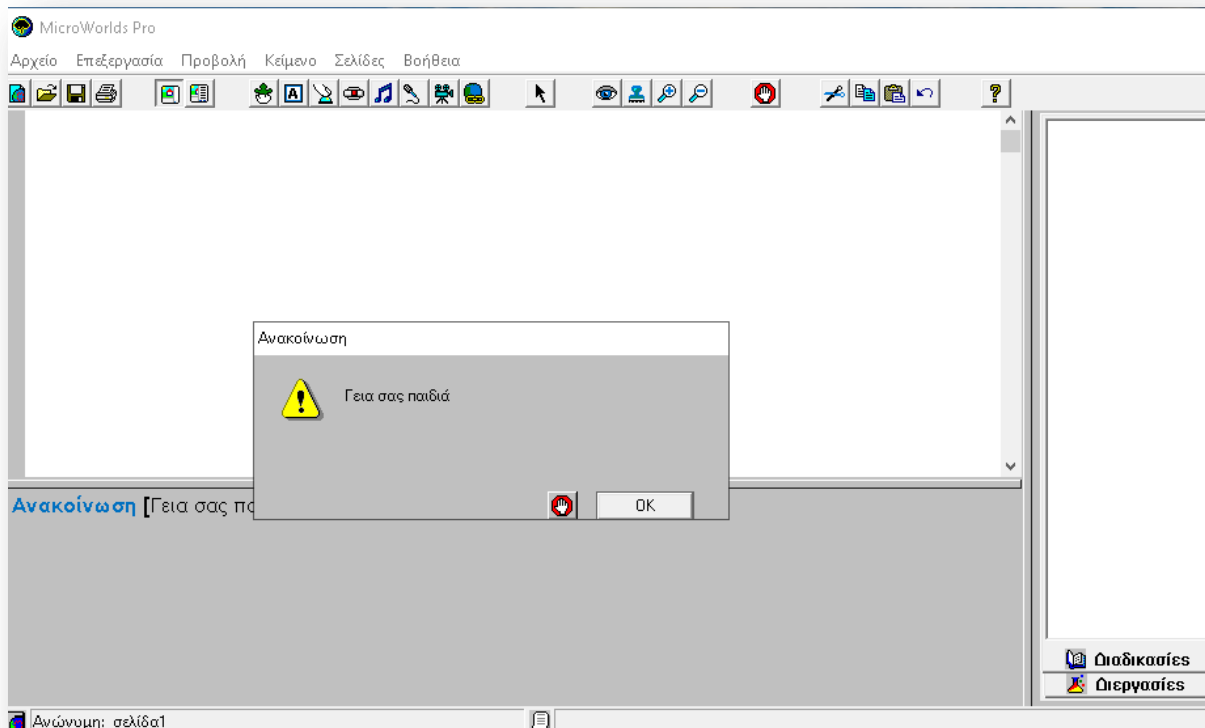 MicroWorlds Pro
Αρχείο Επεξεργασία Προβολή Κείμενο Σελίδες Βοήθεια
Ανακοίνωση
Γεια σας παιδιά
OK
Ανακοίνωση [Γεια σας
Διαδικασίες
Διεργασίες
Ανώνυμη: σελίδα1